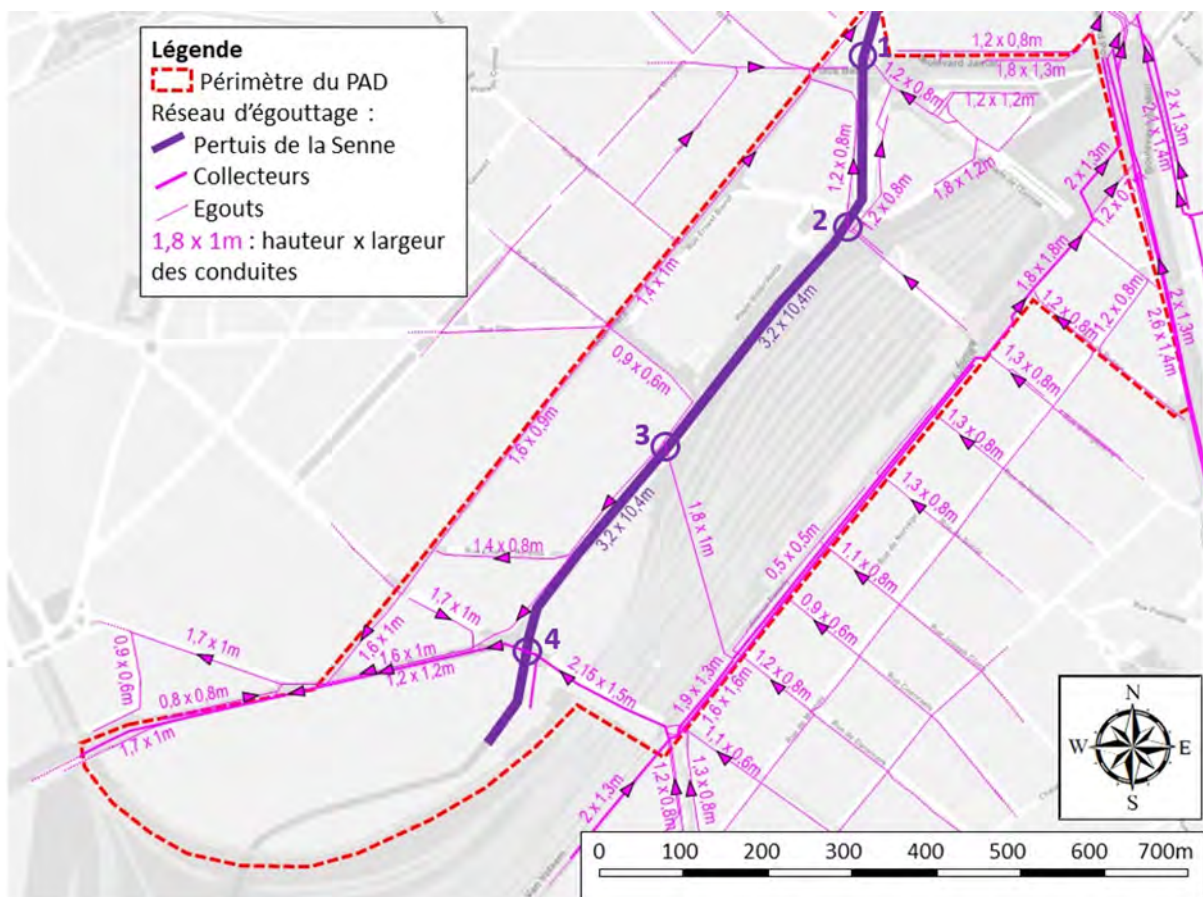 Légende
Périmètre du PAD
Réseau d'égouttage :
Pertuis de la Senne
Collecteurs
Egouts
1,8 x 1m : hauteur x largeur
des conduites
1
1,2 x 0,8m
1,8 x 1,3m
1,2 x 0,8m
1,2 x 1,2m
2 x 1,3m
2,1 x 1,4m
1,2 x 0,8m
2
1,2 x 0,8m
1,8 x 1,2m
2 x 1,3m
1,4 x 1m
3,2 x 10,4m
1,8 x 1,8m
1,2 x 0,8m
1,2 x 0,8m
2 x 1,3m
2,6 x 1,4m
0,9 x 0,6m
1,3 x 0,8m
1,6 x 0,9m
3
3,2 x 10,4m
1,8 x 1m
1,3 x 0,8m
1,3 x 0,8m
1,4 x 0,8m
0,5 x 0,5m
1,1 x 0,8m
0,9 x 0,6m
1,7 x 1m
1,7 x 1m
0,9 x 0,6m
1,6 x 1m
1,6 x 1m
1,2 x 1,2m
4
2,15 x 1,5m
1,9 x 1,3m
1,6 x 1,6m
1,2 x 0,8m
0,8 x 0,8m
1,7 x 1m
1,1 x 0,6m
2 x 1,3m
1,2 x 0,8m
1,3 x 0,8m
N
W
E
S
0 100 200 300 400 500 600 700m